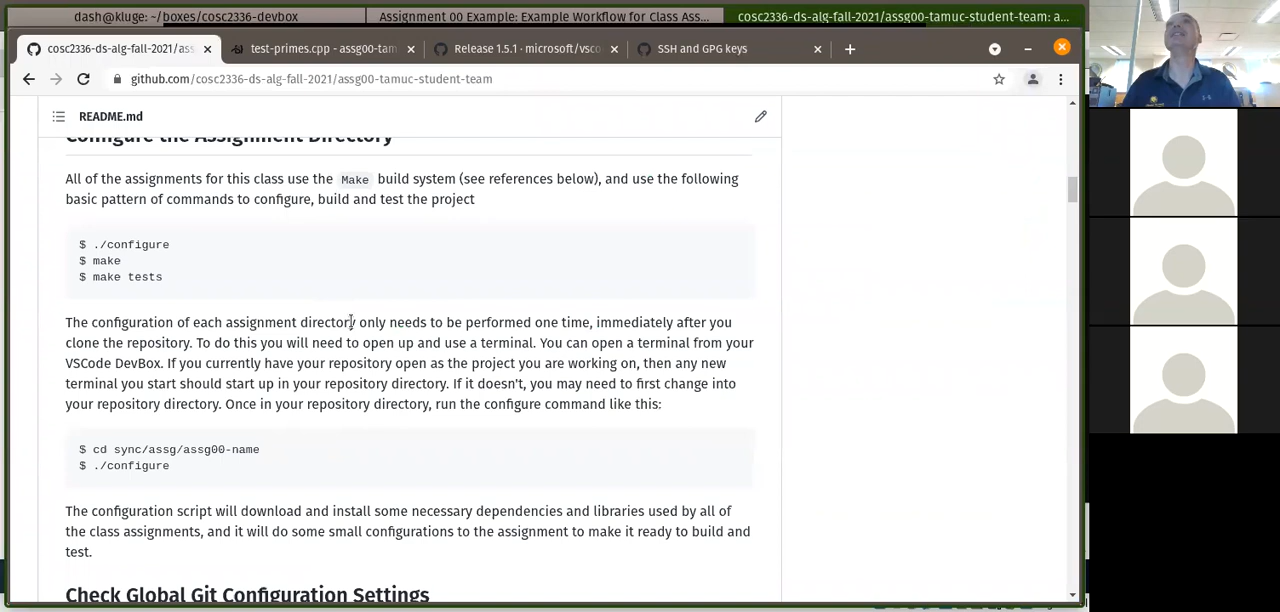 dash@kluge: ~/boxes/cosc2336-devbox
Assignment 00 Example: Example Workflow for Class Ass...
cosc2336-ds-alg-fall-2021/assg00-tamuc-student-team: a...
cosc2336-ds-alg-fall-2021/ass
test-primes.cpp - assg00-tam
Release 1.5.1 · microsoft/vsco
SSH and GPG keys
github.com/cosc2336-ds-alg-fall-2021/assg00-tamuc-student-team
README.md
Configure the Assignment Directory
All of the assignments for this class use the Make build system (see references below), and use the following
basic pattern of commands to configure, build and test the project
$ ./configure
$ make
$ make tests
The configuration of each assignment directory only needs to be performed one time, immediately after you
clone the repository. To do this you will need to open up and use a terminal. You can open a terminal from your
VSCode DevBox. If you currently have your repository open as the project you are working on, then any new
terminal you start should start up in your repository directory. If it doesn't, you may need to first change into
your repository directory. Once in your repository directory, run the configure command like this:
$ cd sync/assg/assg00-name
$ ./configure
The configuration script will download and install some necessary dependencies and libraries used by all of
the class assignments, and it will do some small configurations to the assignment to make it ready to build and
test.
Check Global Git Configuration Settings